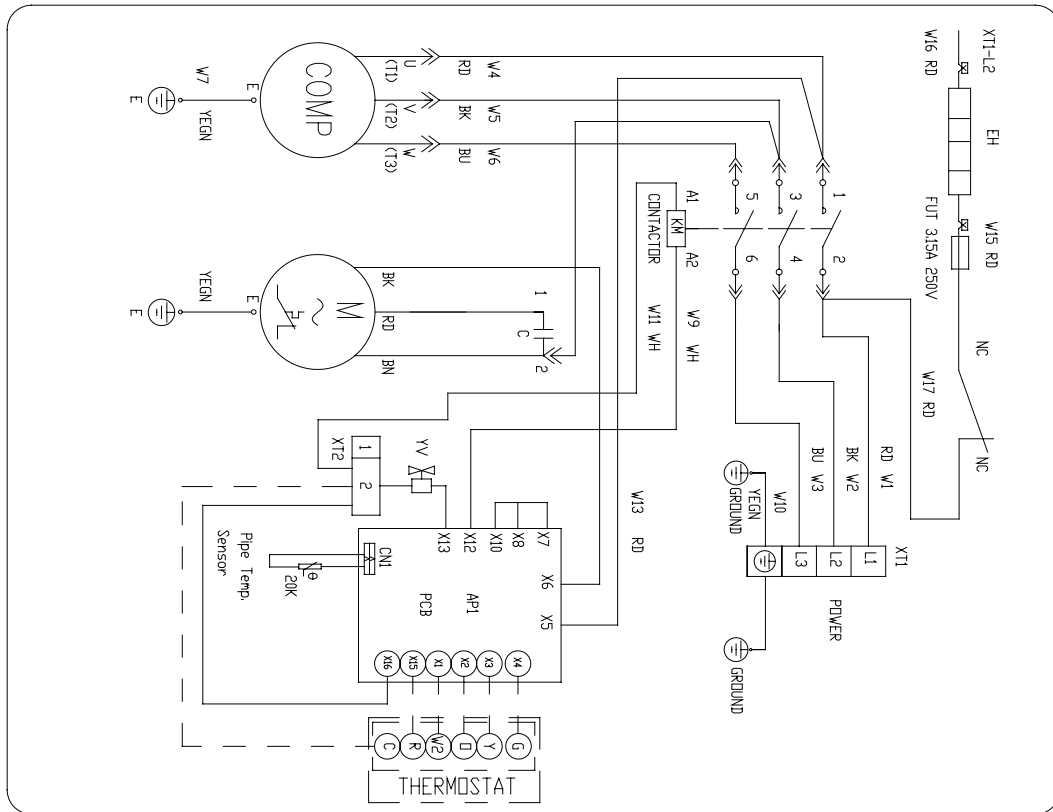 XT1-L2
W16 RD
EH
FUT 3.15A 250V
W15 RD
NC
NC
W17 RD
COMP
U
(T1)
V
(T2)
W
(T3)
RD W4
BK W5
BU W6
E
W7
YEGN
E
1
2
3
4
5
6
A1
KM
A2
CONTACTOR
W9 WH
W11 WH
RD W1
BK W2
BU W3
W10
YEGN
GROUND
XT1
L1
L2
L3
POWER
GROUND
M
~
BK
RD
BN
E
YEGN
E
1
C
2
XT2
1
2
YV
W13 RD
X13
X12
X10
X8
X7
X6
X5
AP1
PCB
CN1
θ
20K
Pipe Temp.
Sensor
X16
X15
X1
X2
X3
X4
C
R
W2
O
Y
G
THERMOSTAT